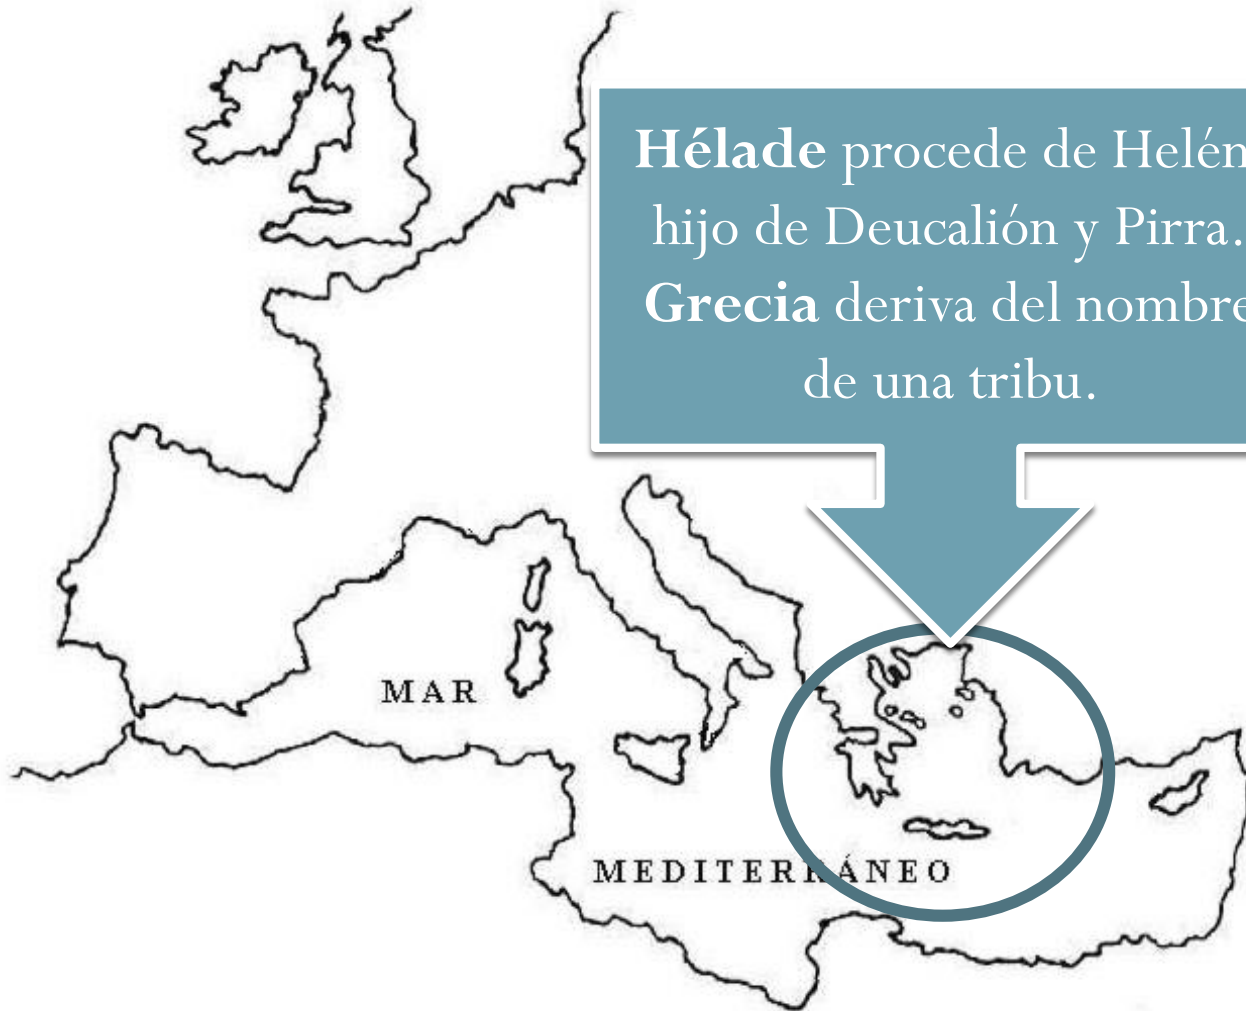 Hélade procede de Helén
hijo de Deucalión y Pirra.
Grecia deriva del nombre
de una tribu.
MAR
MEDITERRÁNEO